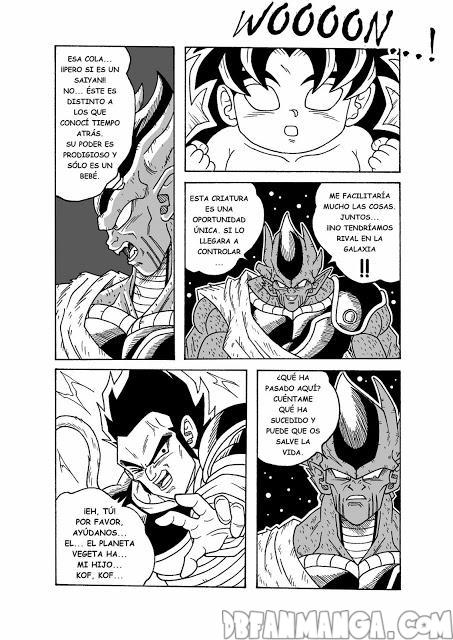 WOOOON...!
ESA COLA...
¡¡PERO SI ES UN
SAIYAN!!
NO... ÉSTE ES
DISTINTO A
LOS QUE
CONOCÍ TIEMPO
ATRÁS.
SU PODER ES
PRODIGIOSO Y
SÓLO ES UN
BEBÉ.
ESTA CRIATURA
ES UNA
OPORTUNIDAD
ÚNICA. SI LO
LLEGARA A
CONTROLAR
...
ME FACILITARÍA
MUCHO LAS COSAS.
JUNTOS...
¡NO TENDRÍAMOS
RIVAL EN LA
GALAXIA
!!
¡EH, TÚ!
POR FAVOR,
AYÚDANOS...
EL... EL PLANETA
VEGETA HA...
MI HIJO...
KOF, KOF...
¿QUÉ HA
PASADO AQUÍ?
CUÉNTAME
QUÉ HA
SUCEDIDO Y
PUEDE QUE OS
SALVE LA
VIDA.
DBFANMANGA.COM